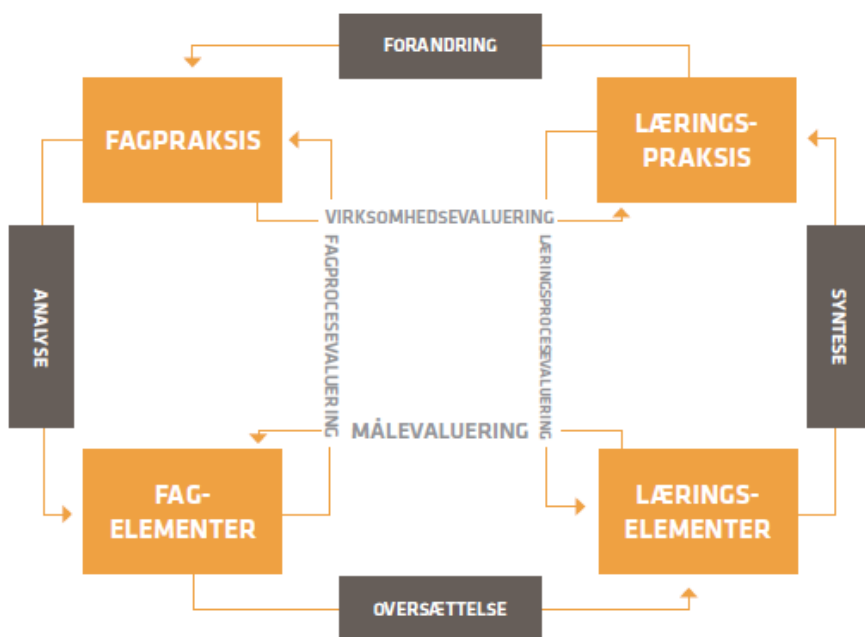 FORANDRING
FAGPRAKSIS
LÆRINGS-
PRAKSIS
VIRKSOMHEDSEVALUERING
ANALYSE
FAGPROCESEVALUERING
LÆRINGSPROCESEVALUERING
SYNTESE
MÅLEVALUERING
FAG-
ELEMENTER
LÆRINGS-
ELEMENTER
OVERSÆTTELSE